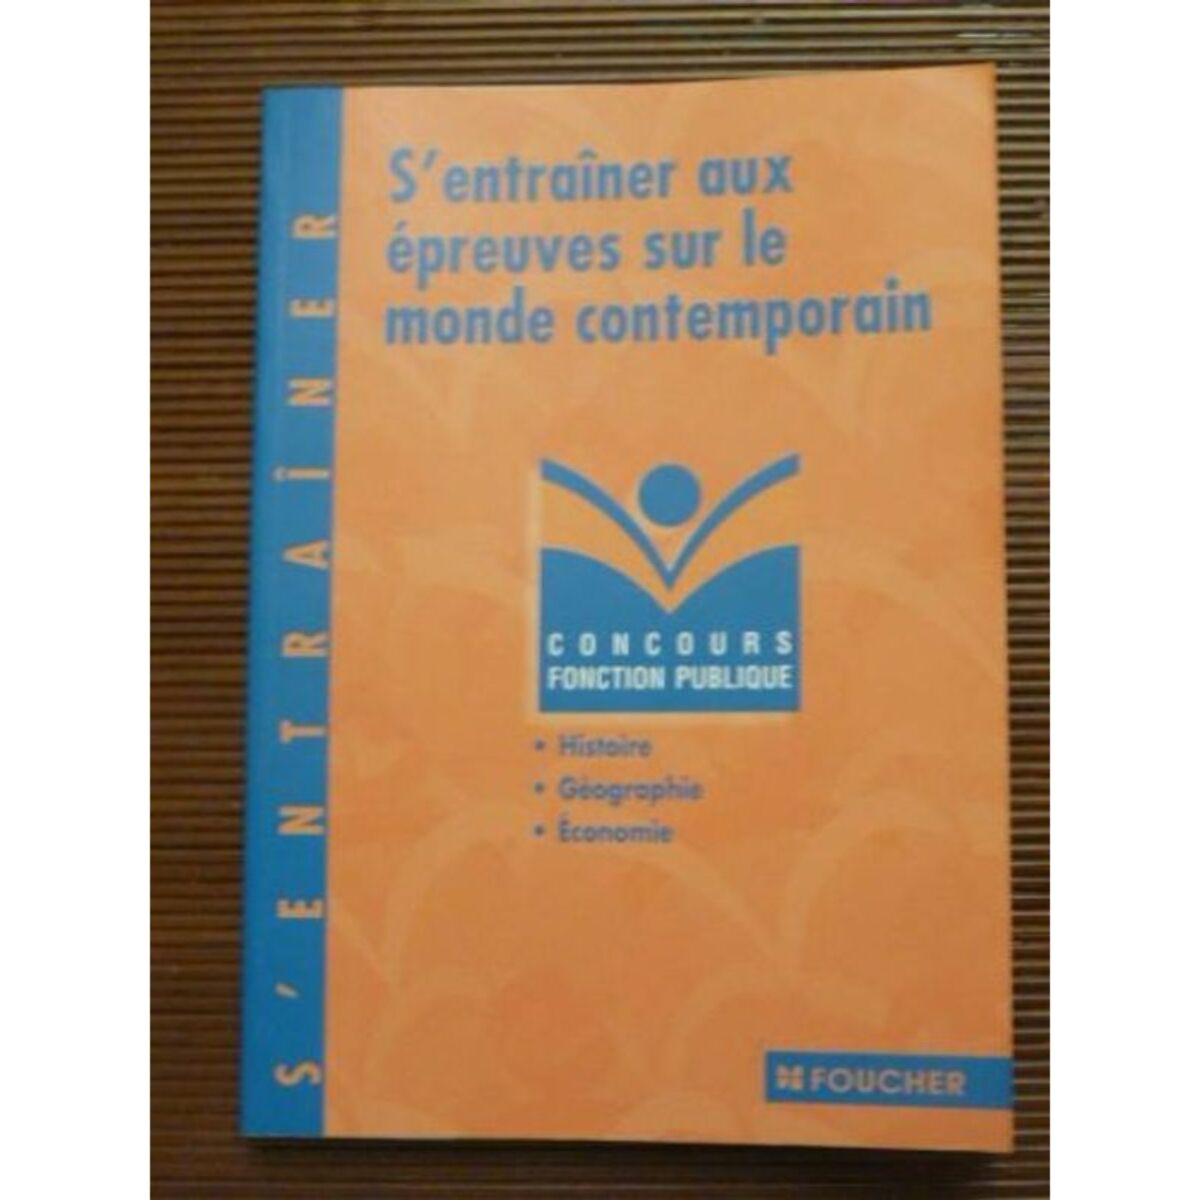 S'entraîner aux
épreuves sur le
monde contemporain
S'ENTRAÎNER
CONCOURS
FONCTION PUBLIQUE
• Histoire
• Géographie
• Économie
FOUCHER